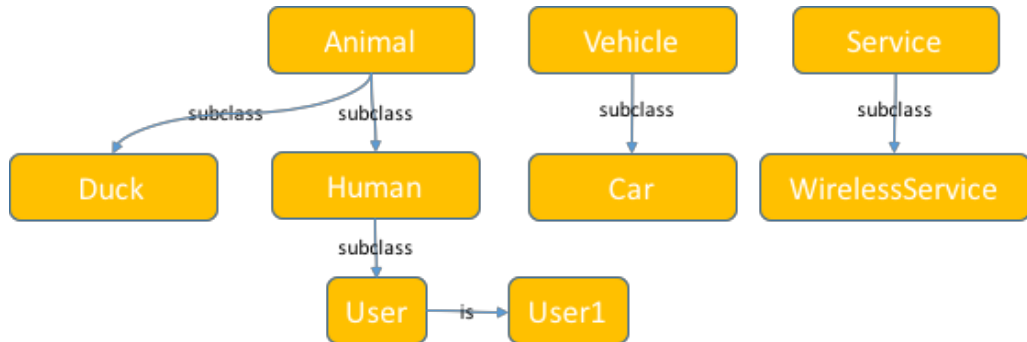 Animal
Vehicle
Service
subclass
subclass
subclass
subclass
Duck
Human
Car
WirelessService
subclass
User
is
User1